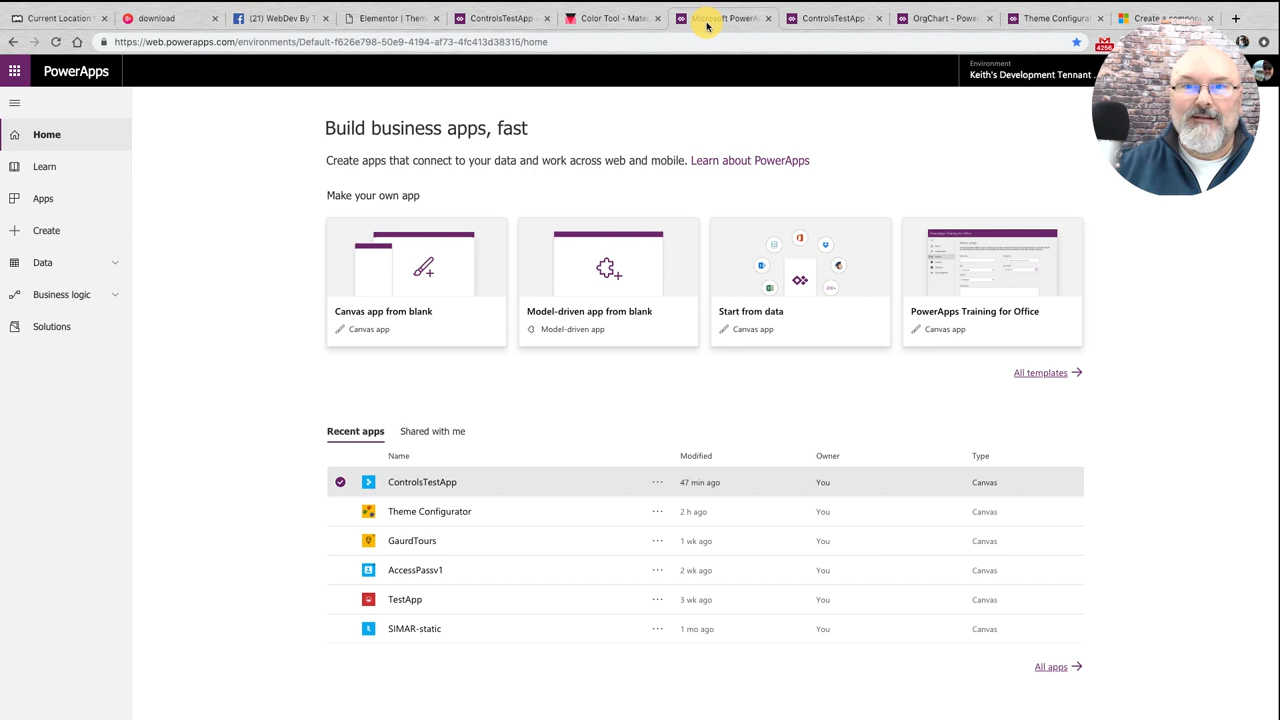 Current Location
download
(21) WebDev By T
Elementor | Them
ControlsTestApp -
Color Tool - Mate
Microsoft PowerA
ControlsTestApp -
OrgChart - Power
Theme Configurat
Create a compon
https://web.powerapps.com/environments/Default-f626e798-50e9-4194-af73-4fc413d38315/home
4256
PowerApps
Environment
Keith's Development Tennant
Home
Learn
Apps
Create
Data
Business logic
Solutions
Build business apps, fast
Create apps that connect to your data and work across web and mobile. Learn about PowerApps
Make your own app
Canvas app from blank
Canvas app
Model-driven app from blank
Model-driven app
Start from data
Canvas app
PowerApps Training for Office
Canvas app
All templates
Recent apps Shared with me
Name Modified Owner Type
ControlsTestApp ··· 47 min ago You Canvas
Theme Configurator ··· 2 h ago You Canvas
GaurdTours ··· 1 wk ago You Canvas
AccessPassv1 ··· 2 wk ago You Canvas
TestApp ··· 3 wk ago You Canvas
SIMAR-static ··· 1 mo ago You Canvas
All apps